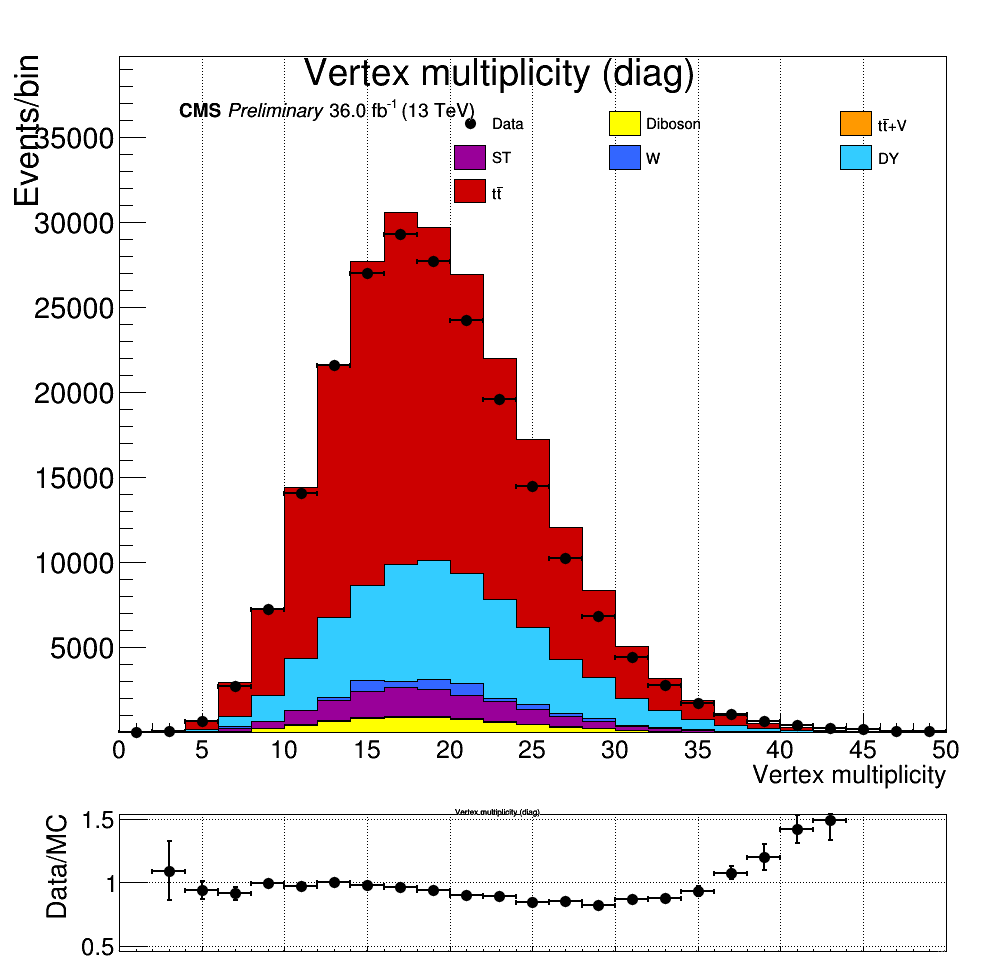 Vertex multiplicity (diag)
CMS Preliminary 36.0 fb⁻¹ (13 TeV)
Data
Diboson
tt̄+V
ST
W
DY
tt̄
Events/bin
35000
30000
25000
20000
15000
10000
5000
0 5 10 15 20 25 30 35 40 45 50
Vertex multiplicity
Vertex multiplicity (diag)
Data/MC
1.5
1
0.5